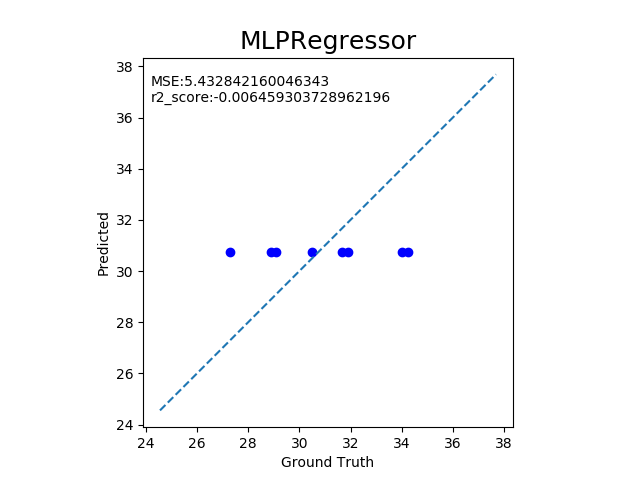 MLPRegressor
MSE:5.432842160046343
r2_score:-0.006459303728962196
38
36
34
32
30
28
26
24
Predicted
24 26 28 30 32 34 36 38
Ground Truth